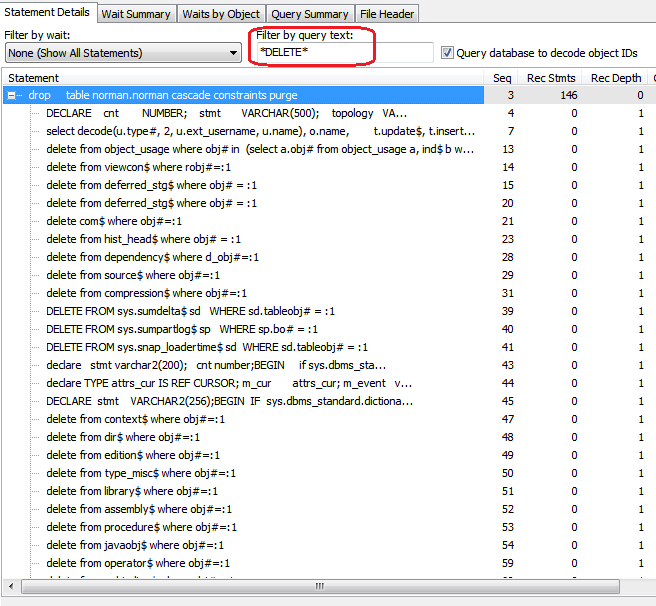 Statement Details Wait Summary Waits by Object Query Summary File Header
Filter by wait: Filter by query text:
None (Show All Statements) *DELETE* Query database to decode object IDs
Statement Seq Rec Stmts Rec Depth
drop table norman.norman cascade constraints purge 3 146 0
DECLARE cnt NUMBER; stmt VARCHAR(500); topology VA... 4 0 1
select decode(u.type#, 2, u.ext_username, u.name), o.name, t.update$, t.insert... 7 0 1
delete from object_usage where obj# in (select a.obj# from object_usage a, ind$ b w... 13 0 1
delete from viewcon$ where robj#=:1 14 0 1
delete from deferred_stg$ where obj# = :1 15 0 1
delete from deferred_stg$ where obj# = :1 20 0 1
delete com$ where obj#=:1 21 0 1
delete from hist_head$ where obj# = :1 23 0 1
delete from dependency$ where d_obj#=:1 28 0 1
delete from source$ where obj#=:1 29 0 1
delete from compression$ where obj#=:1 31 0 1
DELETE FROM sys.sumdelta$ sd WHERE sd.tableobj# = :1 39 0 1
DELETE FROM sys.sumpartlog$ sp WHERE sp.bo# = :1 40 0 1
DELETE FROM sys.snap_loadertime$ sd WHERE sd.tableobj# = :1 41 0 1
declare stmt varchar2(200); cnt number;BEGIN if sys.dbms_sta... 43 0 1
declare TYPE attrs_cur IS REF CURSOR; m_cur attrs_cur; m_event v... 44 0 1
DECLARE stmt VARCHAR2(256);BEGIN IF sys.dbms_standard.dictiona... 45 0 1
delete from context$ where obj#=:1 47 0 1
delete from dir$ where obj#=:1 48 0 1
delete from edition$ where obj#=:1 49 0 1
delete from type_misc$ where obj#=:1 50 0 1
delete from library$ where obj#=:1 51 0 1
delete from assembly$ where obj#=:1 52 0 1
delete from procedure$ where obj#=:1 53 0 1
delete from javaobj$ where obj#=:1 54 0 1
delete from operator$ where obj#=:1 59 0 1